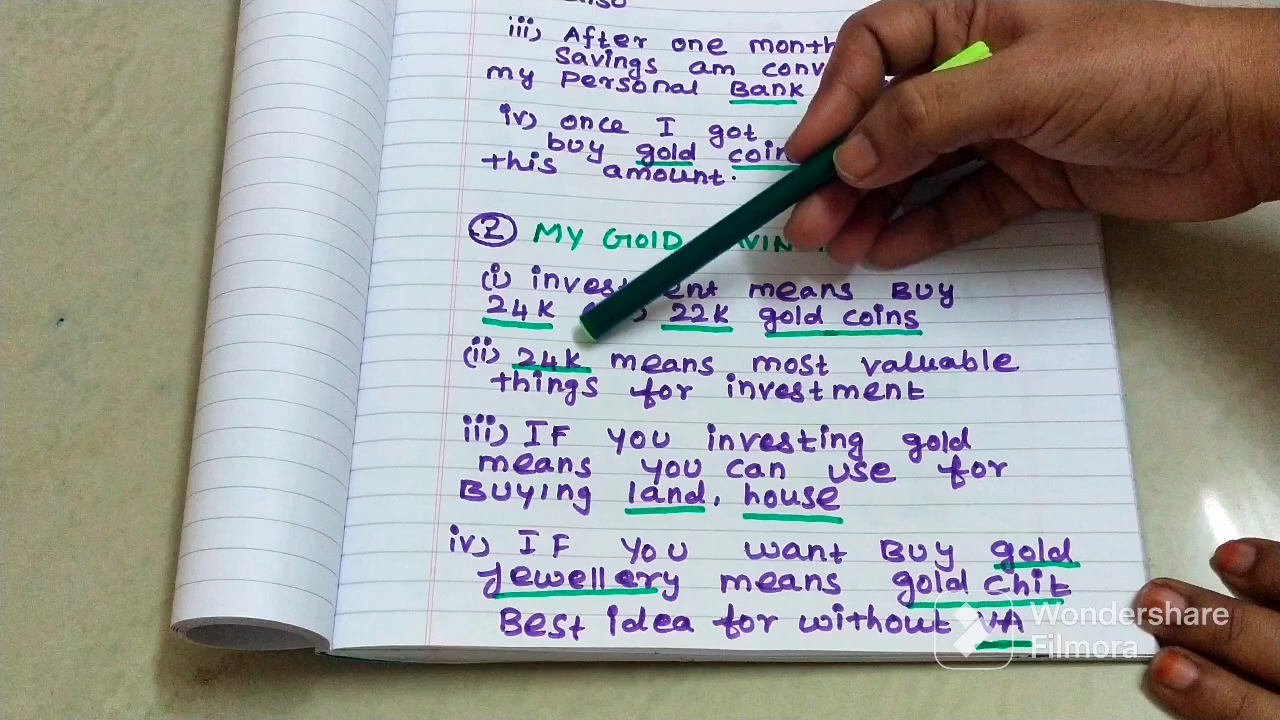 iii) After one month
savings am conv
my personal Bank
iv) once I got
buy gold coin
this amount.
(2) MY GOLD
(i) invest ent means Buy
24K , 22K gold coins
(ii) 24K means most valuable
things for investment
iii) IF you investing gold
means you can use for
Buying land, house
iv) IF you want Buy gold
Jewellery means gold chit
Best idea for without VA
Wondershare
Filmora